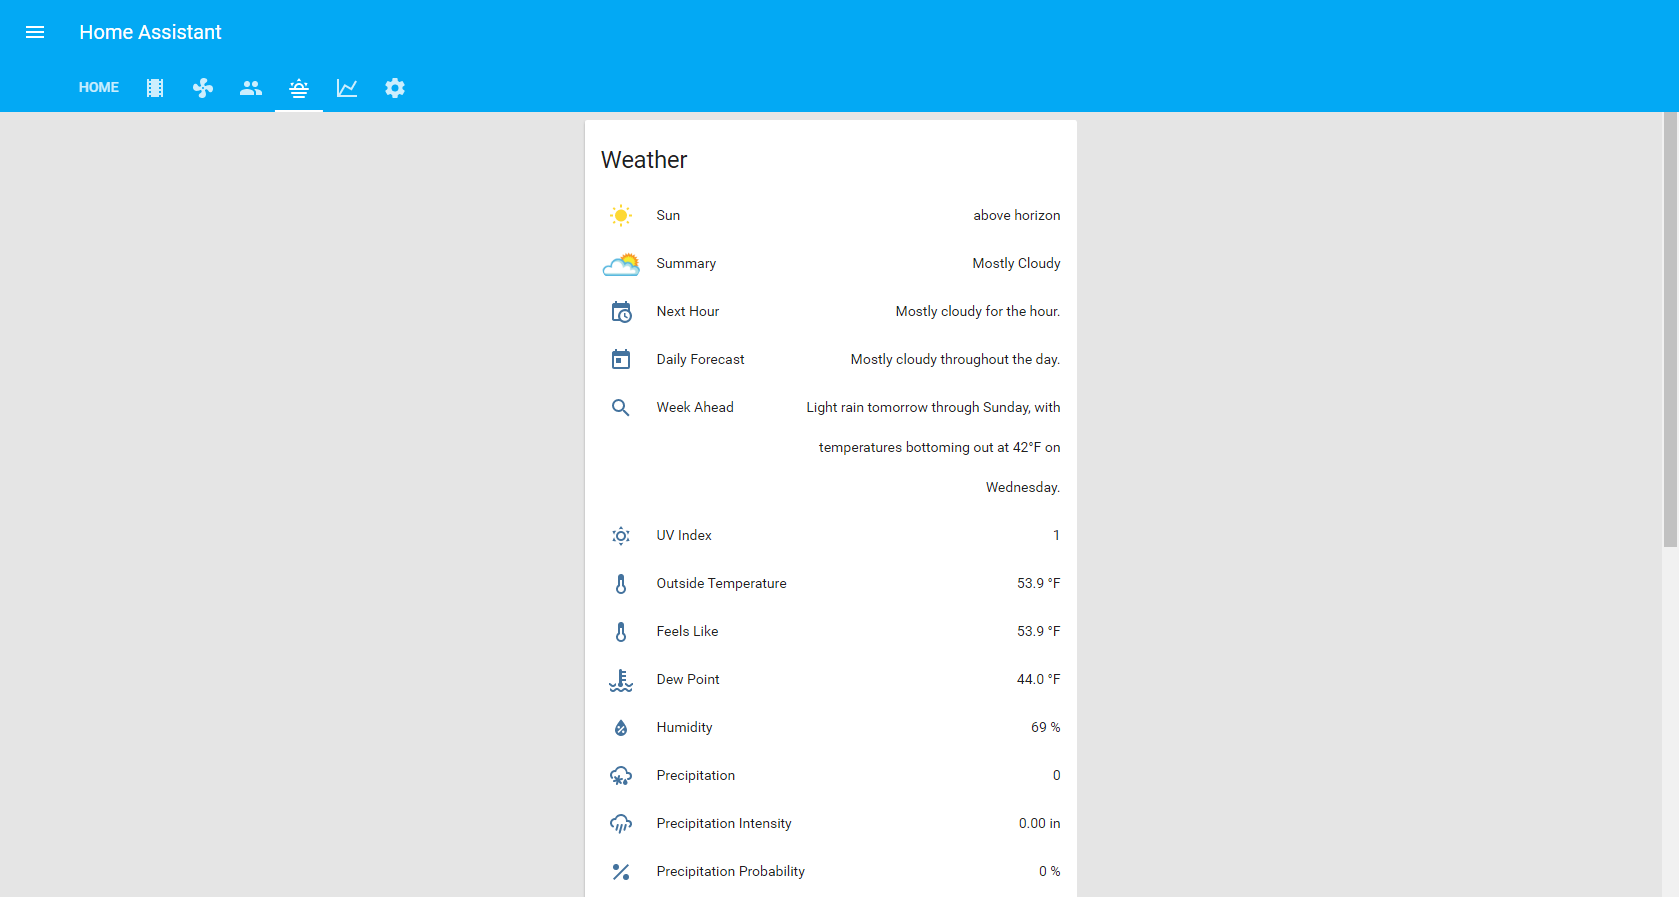 Home Assistant
HOME
Weather
Sun above horizon
Summary Mostly Cloudy
Next Hour Mostly cloudy for the hour.
Daily Forecast Mostly cloudy throughout the day.
Week Ahead Light rain tomorrow through Sunday, with
temperatures bottoming out at 42°F on
Wednesday.
UV Index 1
Outside Temperature 53.9 °F
Feels Like 53.9 °F
Dew Point 44.0 °F
Humidity 69 %
Precipitation 0
Precipitation Intensity 0.00 in
Precipitation Probability 0 %